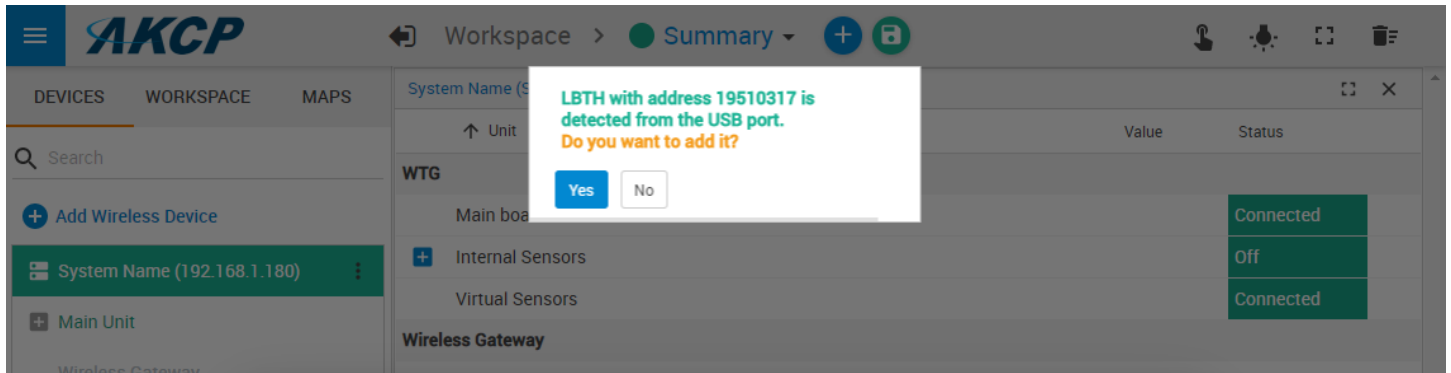 AKCP
Workspace > Summary
DEVICES WORKSPACE MAPS
Search
Add Wireless Device
System Name (192.168.1.180)
Main Unit
Wireless Gateway
System Name (S
Unit Value Status
WTG
Main boa Connected
Internal Sensors Off
Virtual Sensors Connected
Wireless Gateway
LBTH with address 19510317 is
detected from the USB port.
Do you want to add it?
Yes No